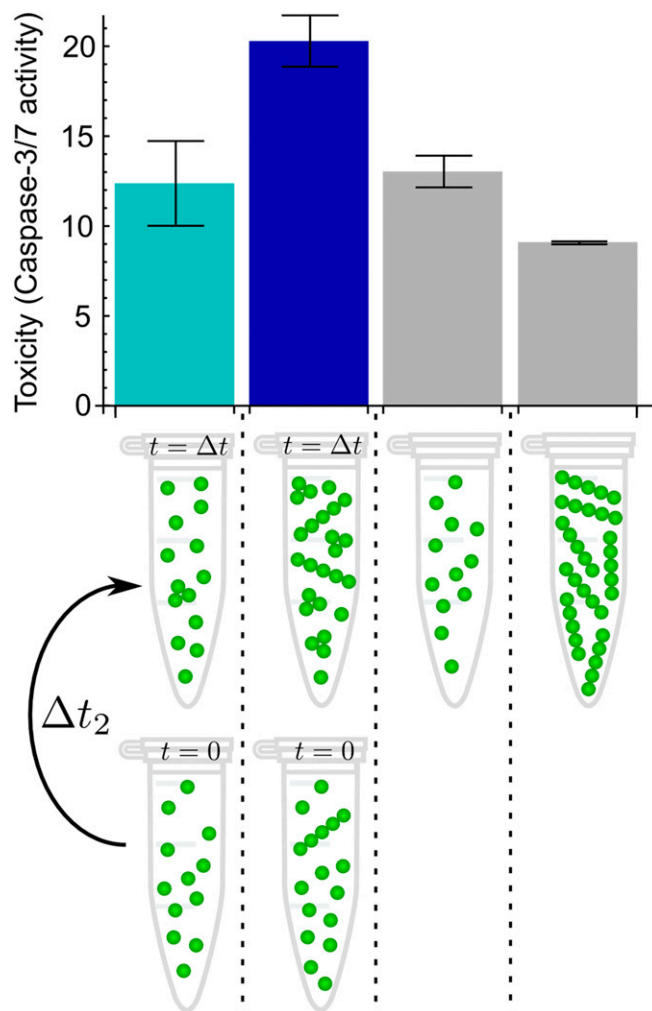 Toxicity (Caspase-3/7 activity)
20
15
10
5
0
t = Δt
t = Δt
Δt₂
t = 0
t = 0